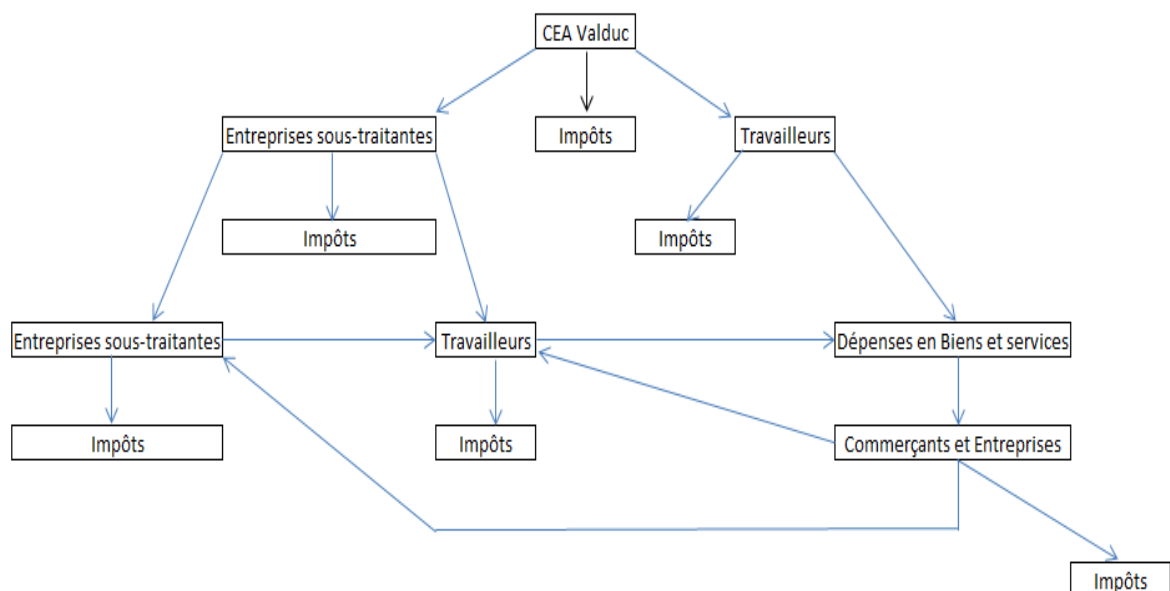 CEA Valduc
Entreprises sous-traitantes
Impôts
Travailleurs
Impôts
Impôts
Entreprises sous-traitantes
Travailleurs
Dépenses en Biens et services
Impôts
Impôts
Commerçants et Entreprises
Impôts